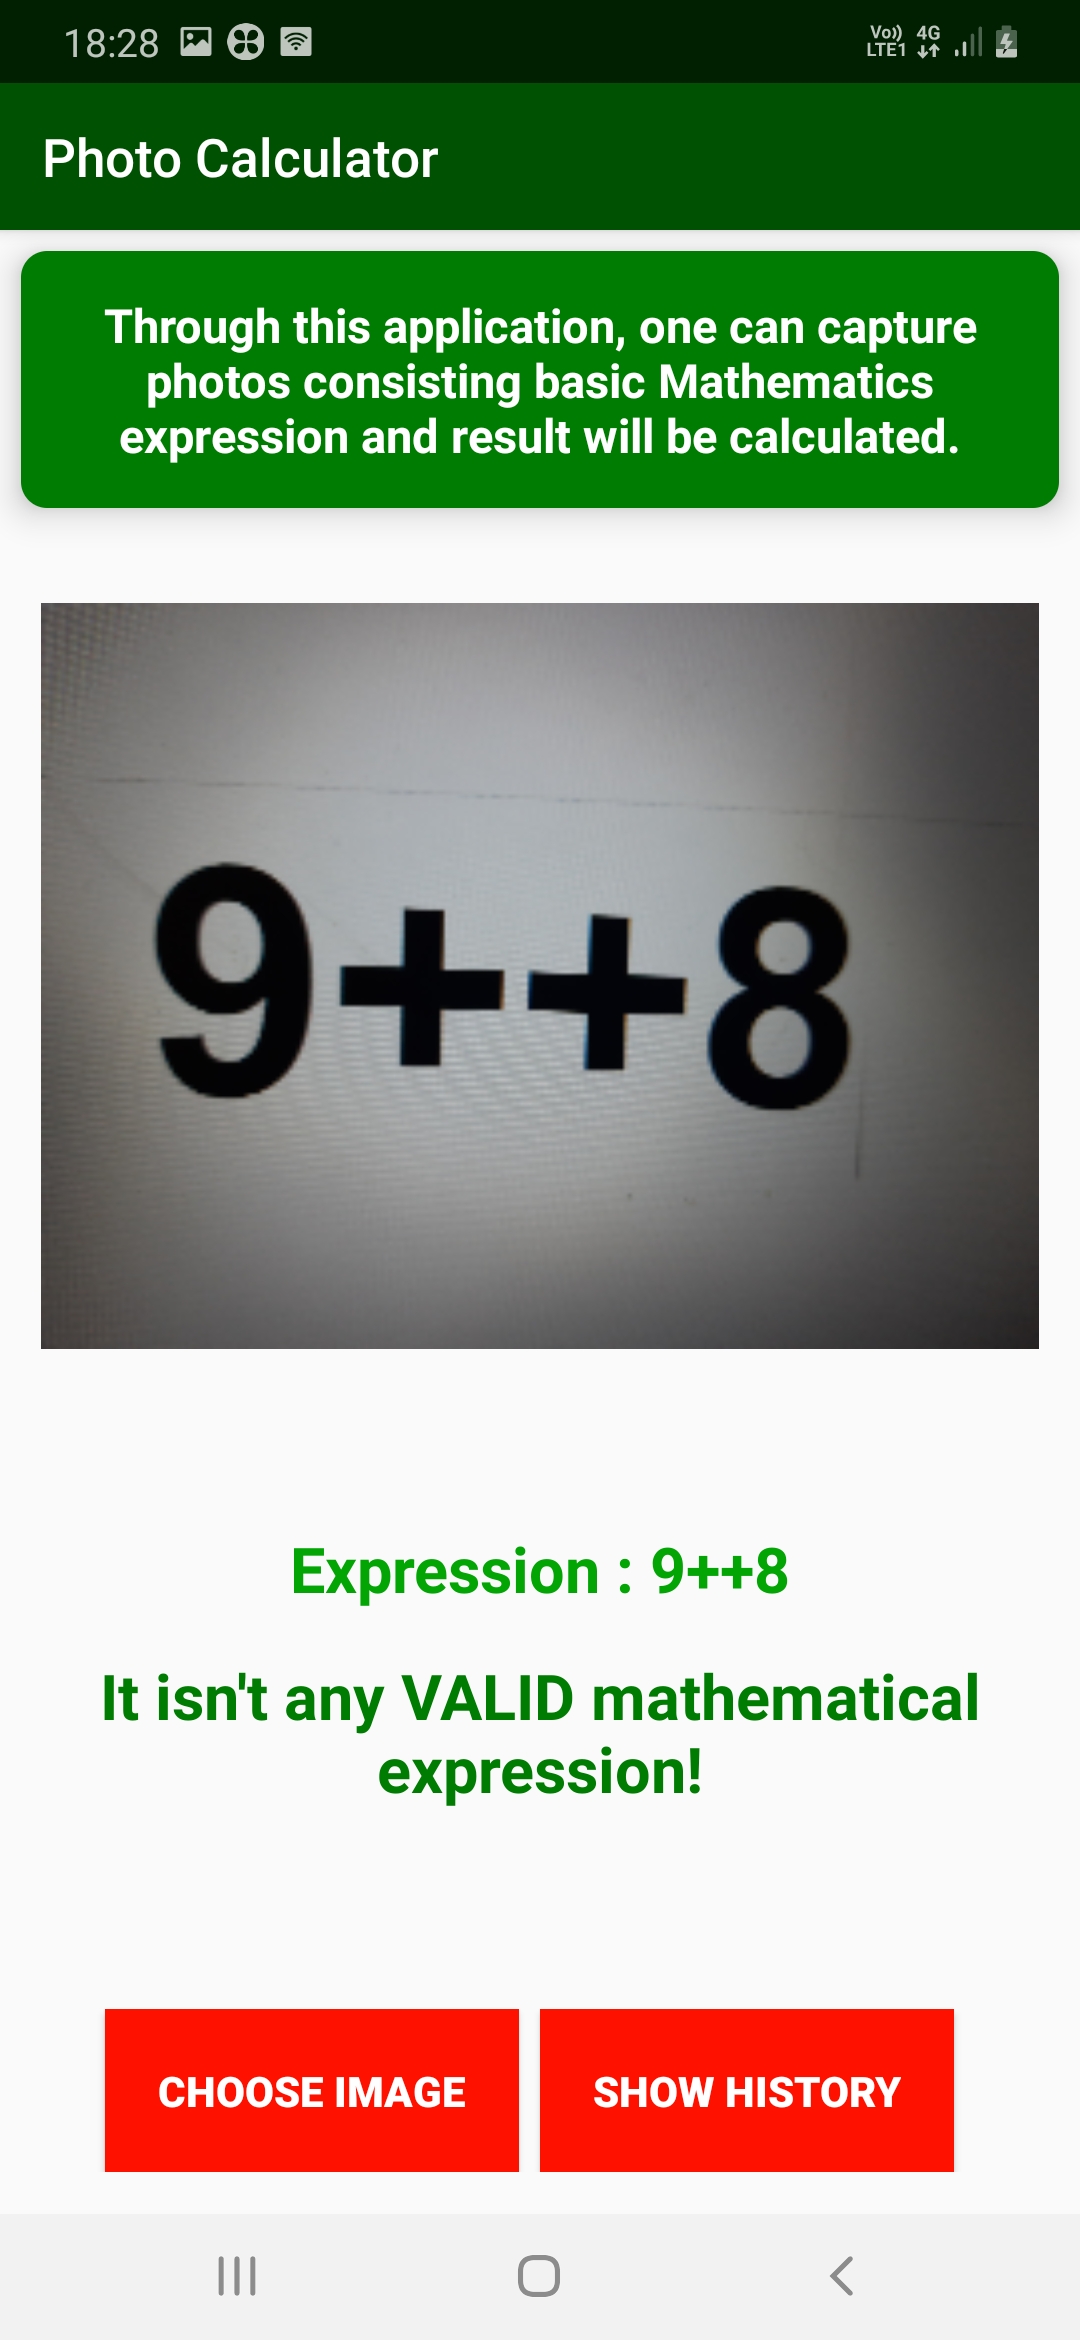 18:28
Vo)) 4G
LTE1
Photo Calculator
Through this application, one can capture
photos consisting basic Mathematics
expression and result will be calculated.
9++8
Expression : 9++8
It isn't any VALID mathematical
expression!
CHOOSE IMAGE SHOW HISTORY